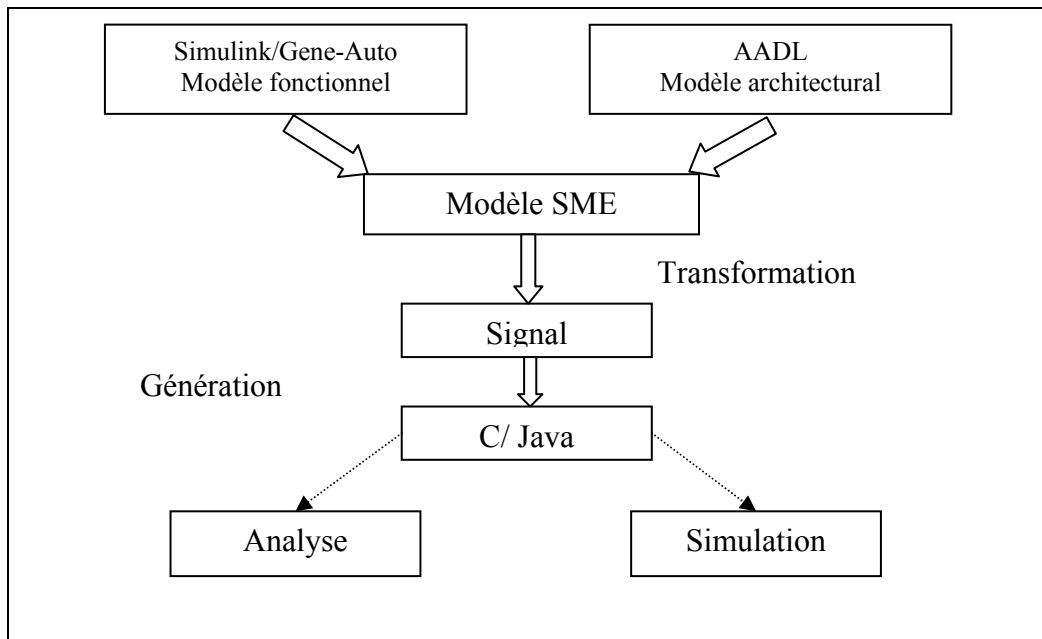 Simulink/Gene-Auto
Modèle fonctionnel
AADL
Modèle architectural
Modèle SME
Transformation
Signal
Génération
C/ Java
Analyse
Simulation